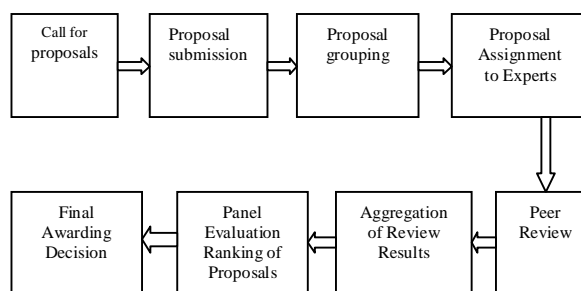 Call for
proposals
Proposal
submission
Proposal
grouping
Proposal
Assignment
to Experts
Peer
Review
Aggregation
of Review
Results
Panel
Evaluation
Ranking of
Proposals
Final
Awarding
Decision